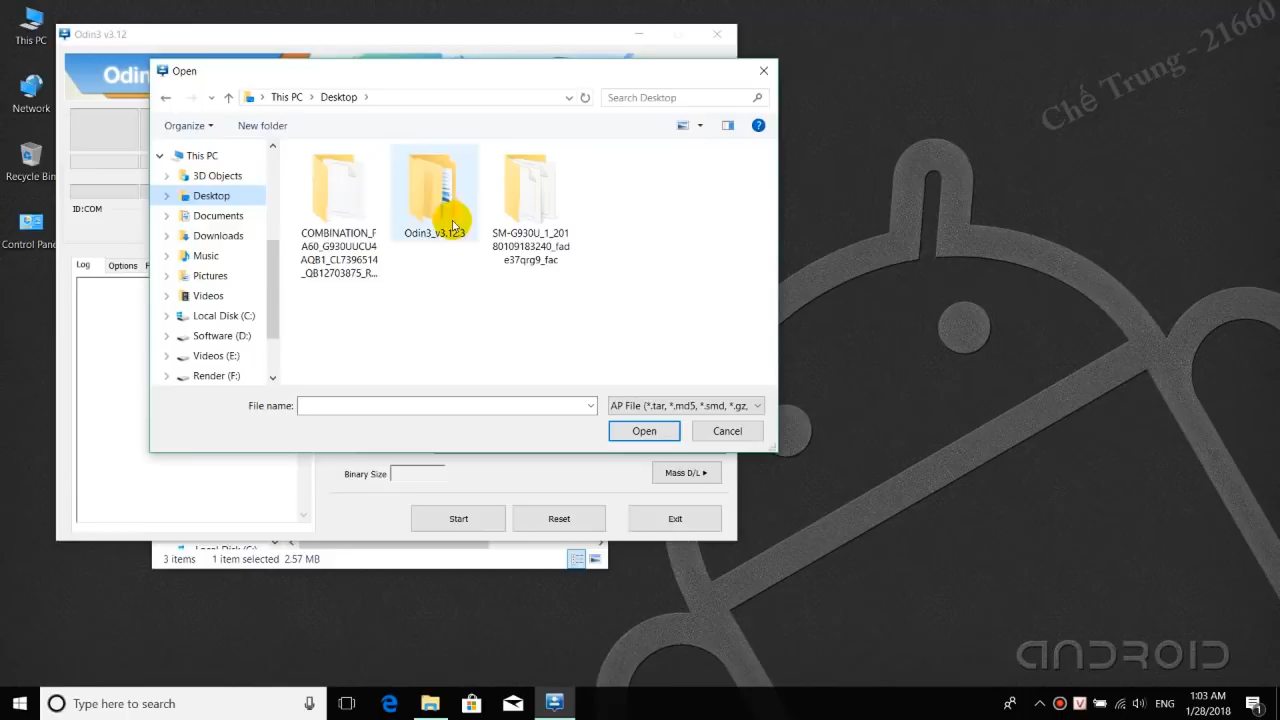 This PC
Network
Recycle Bin
Control Pane
Odin3 v3.12
Odin
Open
This PC
Desktop
Search Desktop
Organize
New folder
This PC
3D Objects
Desktop
Documents
Downloads
Music
Pictures
Videos
Local Disk (C:)
Software (D:)
Videos (E:)
Render (F:)
COMBINATION_F
A60_G930UUCU4
AQB1_CL7396514
_QB12703875_R...
Odin3_v3.12.3
SM-G930U_1_201
80109183240_fad
e37qrg9_fac
File name:
AP File (*.tar, *.md5, *.smd, *.gz,
Open
Cancel
ID:COM
Log
Options
Binary Size
Mass D/L
Start
Reset
Exit
Local Disk (C:)
3 items
1 item selected 2.57 MB
Chế Trung - 21660
ANDROID
Type here to search
ENG
1:03 AM
1/28/2018
1